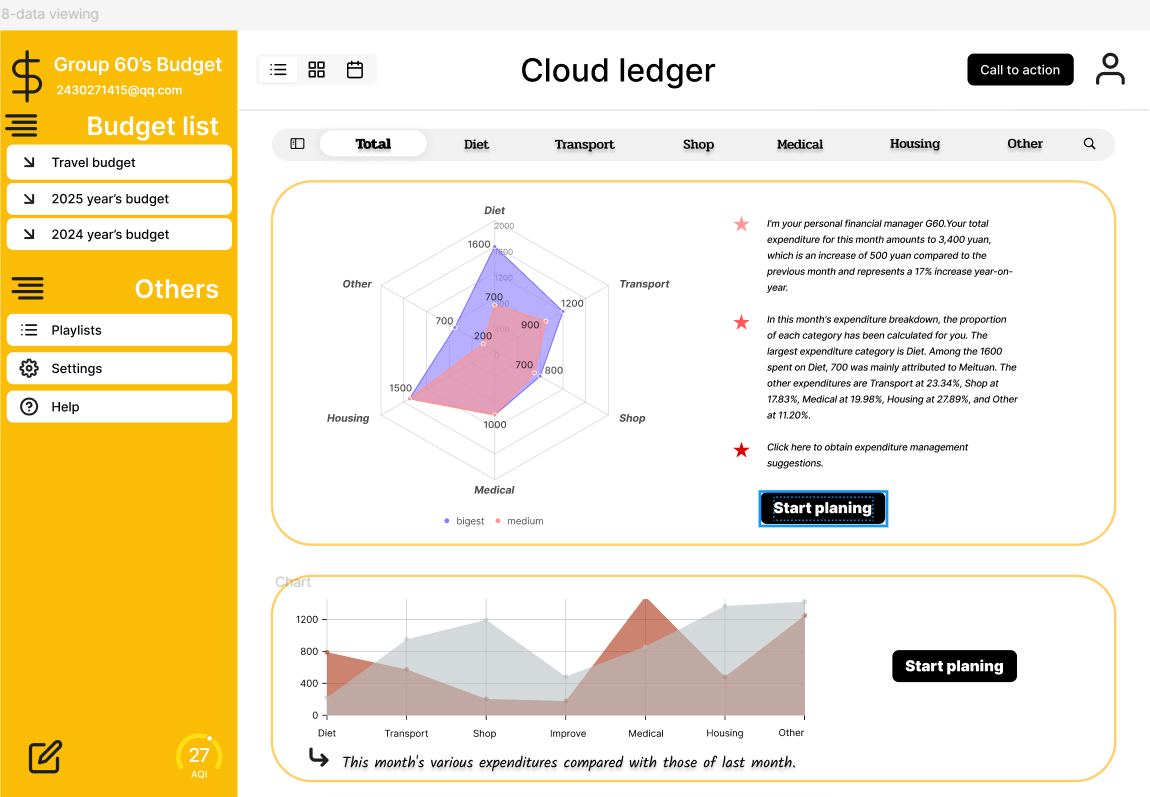 8-data viewing
Group 60's Budget
2430271415@qq.com
Budget list
Travel budget
2025 year's budget
2024 year's budget
Others
Playlists
Settings
Help
27
AQI
Cloud ledger
Call to action
Total
Diet
Transport
Shop
Medical
Housing
Other
Diet
2000
1600
1800
Other
1200
Transport
700
1200
700
900
200
700
800
1500
Housing
Shop
1000
Medical
bigest
medium
I'm your personal financial manager G60.Your total
expenditure for this month amounts to 3,400 yuan,
which is an increase of 500 yuan compared to the
previous month and represents a 17% increase year-on-
year.
In this month's expenditure breakdown, the proportion
of each category has been calculated for you. The
largest expenditure category is Diet. Among the 1600
spent on Diet, 700 was mainly attributed to Meituan. The
other expenditures are Transport at 23.34%, Shop at
17.83%, Medical at 19.98%, Housing at 27.89%, and Other
at 11.20%.
Click here to obtain expenditure management
suggestions.
Start planing
Chart
1200
800
400
0
Diet
Transport
Shop
Improve
Medical
Housing
Other
This month's various expenditures compared with those of last month.
Start planing